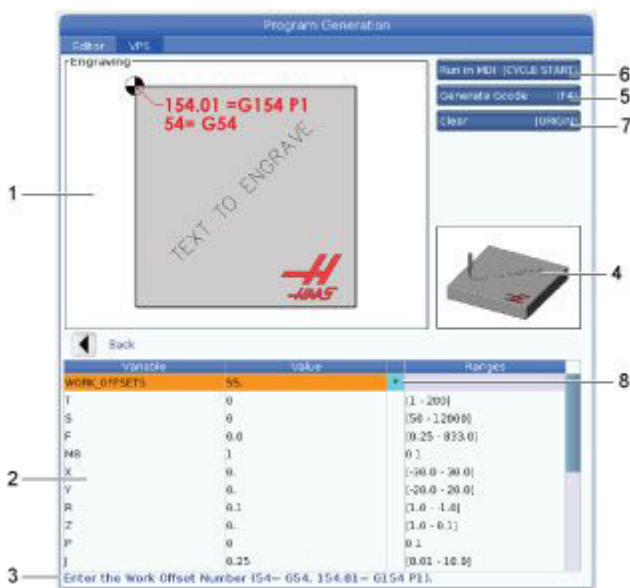 Program Generation
Editor VPS
Engraving
154.01 =G154 P1
54= G54
TEXT TO ENGRAVE
HAAS
Run in MDI [CYCLE START]
6
Generate Gcode [F4]
5
Clear [ORIGIN]
7
1
4
Back
Variable Value Ranges
WORK_OFFSETS 55. *
8
T 0 [1 - 200]
S 0 [50 - 12000]
F 0.0 [0.25 - 833.0]
M8 1 0 1
X 0. [-30.0 - 30.0]
2
Y 0. [-20.0 - 20.0]
R 0.1 [1.0 - -1.0]
Z 0. [1.0 - 0.1]
P 0 0 1
J 0.25 [0.01 - 10.0]
3
Enter the Work Offset Number (54= G54, 154.01= G154 P1).